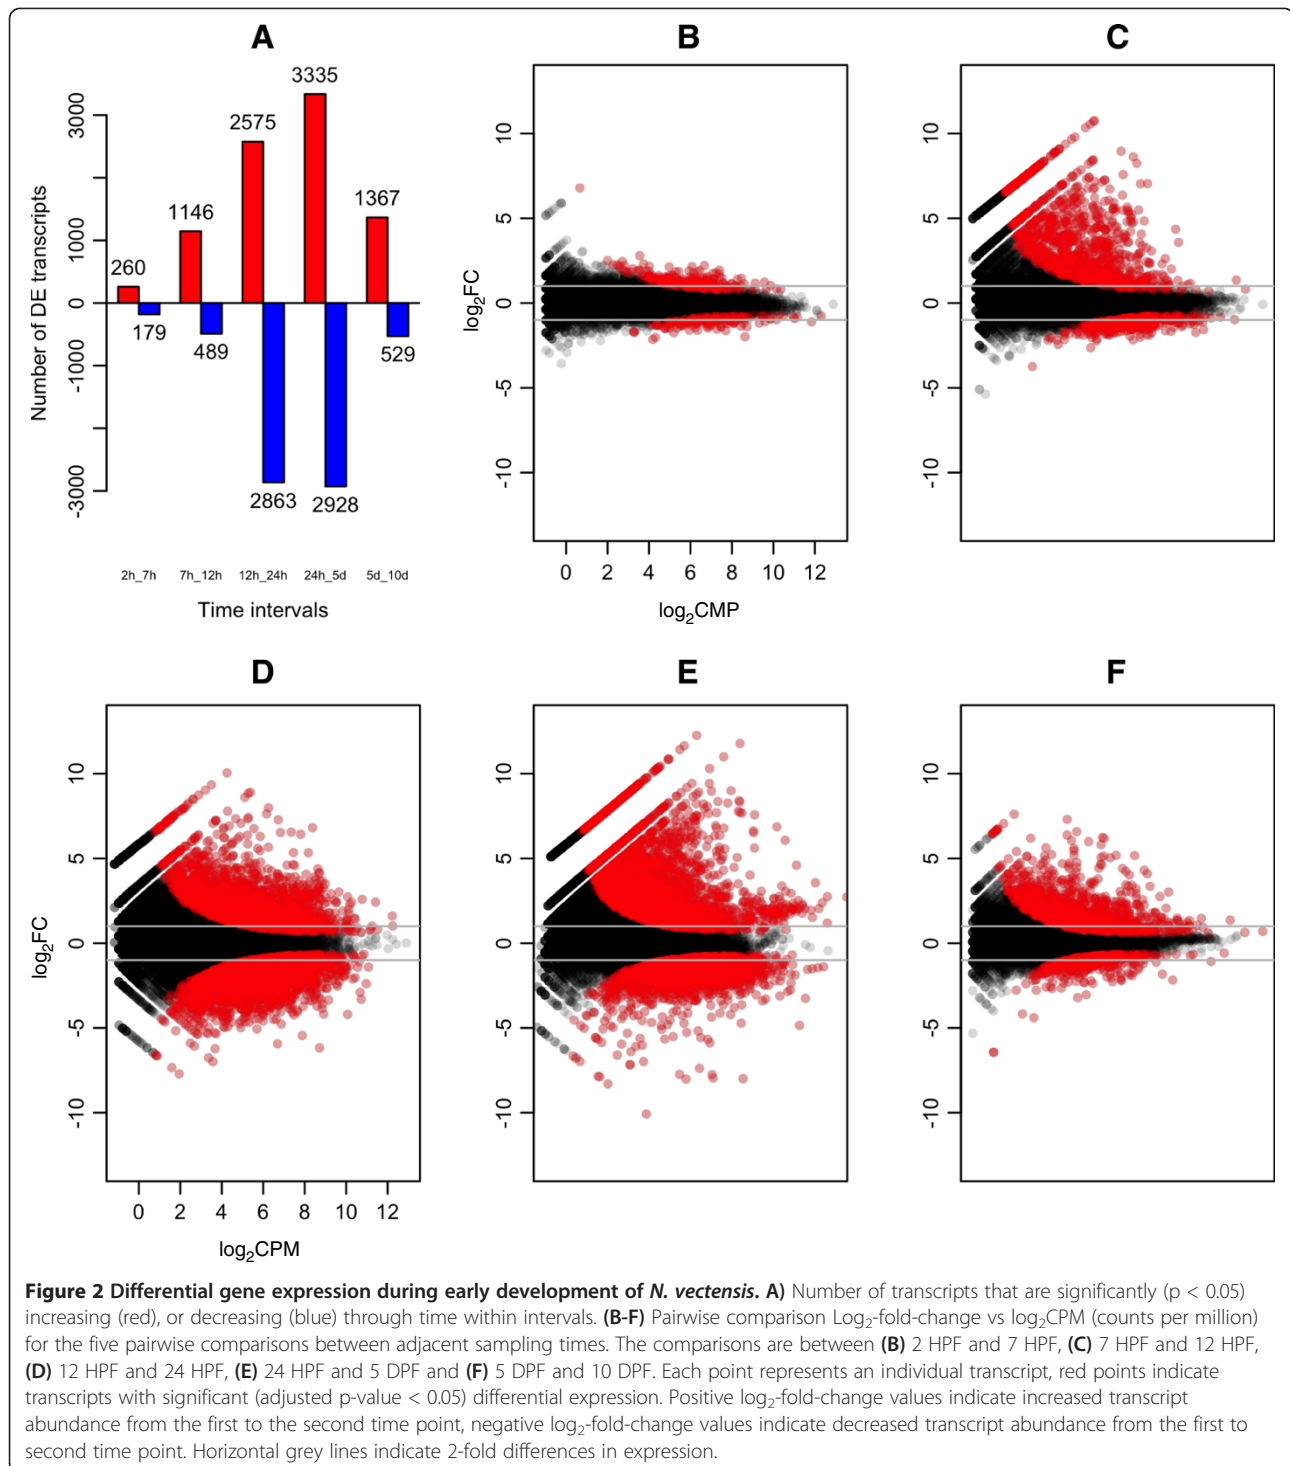 A
B
C
3335
3000
2575
1367
1146
1000
260
0
179
489
529
-1000
2863
2928
-3000
Number of DE transcripts
2h_7h
7h_12h
12h_24h
24h_5d
5d_10d
Time intervals
10
5
0
-5
-10
log2FC
0
2
4
6
8
10
12
log2CMP
10
5
0
-5
-10
D
E
F
10
5
0
-5
-10
log2FC
0
2
4
6
8
10
12
log2CPM
10
5
0
-5
-10
10
5
0
-5
-10
Figure 2 Differential gene expression during early development of N. vectensis. A) Number of transcripts that are significantly (p < 0.05)
increasing (red), or decreasing (blue) through time within intervals. (B-F) Pairwise comparison Log2-fold-change vs log2CPM (counts per million)
for the five pairwise comparisons between adjacent sampling times. The comparisons are between (B) 2 HPF and 7 HPF, (C) 7 HPF and 12 HPF,
(D) 12 HPF and 24 HPF, (E) 24 HPF and 5 DPF and (F) 5 DPF and 10 DPF. Each point represents an individual transcript, red points indicate
transcripts with significant (adjusted p-value < 0.05) differential expression. Positive log2-fold-change values indicate increased transcript
abundance from the first to the second time point, negative log2-fold-change values indicate decreased transcript abundance from the first to
second time point. Horizontal grey lines indicate 2-fold differences in expression.